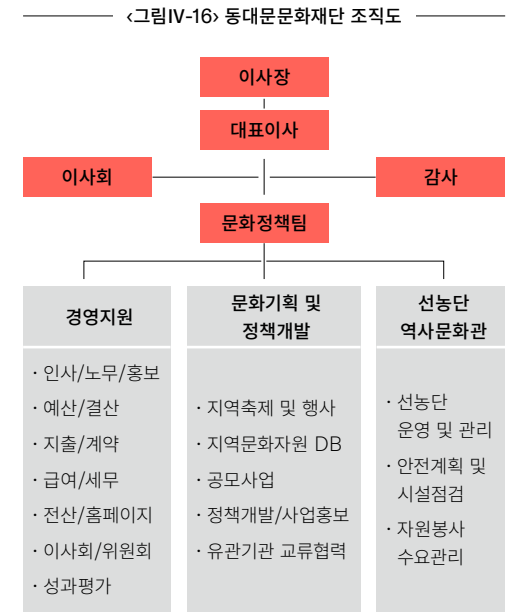 <그림IV-16> 동대문문화재단 조직도
이사장
대표이사
이사회
감사
문화정책팀
경영지원
· 인사/노무/홍보
· 예산/결산
· 지출/계약
· 급여/세무
· 전산/홈페이지
· 이사회/위원회
· 성과평가
문화기획 및
정책개발
· 지역축제 및 행사
· 지역문화자원 DB
· 공모사업
· 정책개발/사업홍보
· 유관기관 교류협력
선농단
역사문화관
· 선농단
운영 및 관리
· 안전계획 및
시설점검
· 자원봉사
수요관리